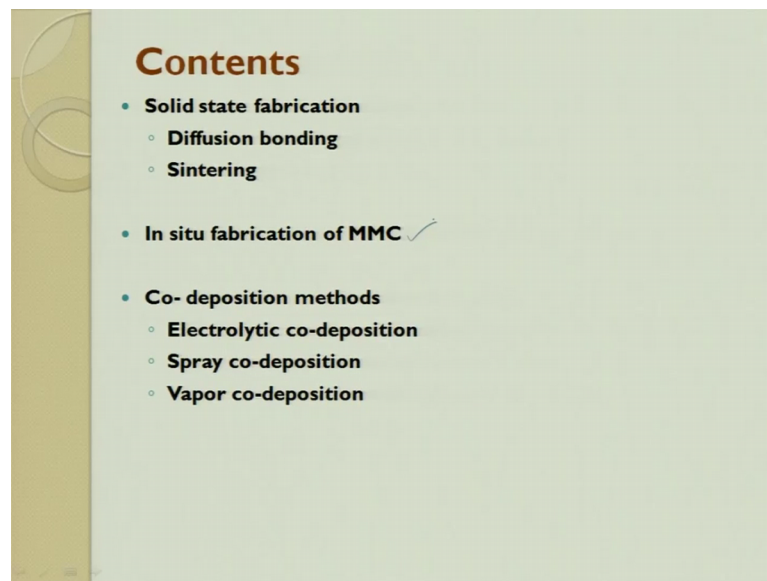 Contents
Solid state fabrication
Diffusion bonding
Sintering
In situ fabrication of MMC
Co- deposition methods
Electrolytic co-deposition
Spray co-deposition
Vapor co-deposition